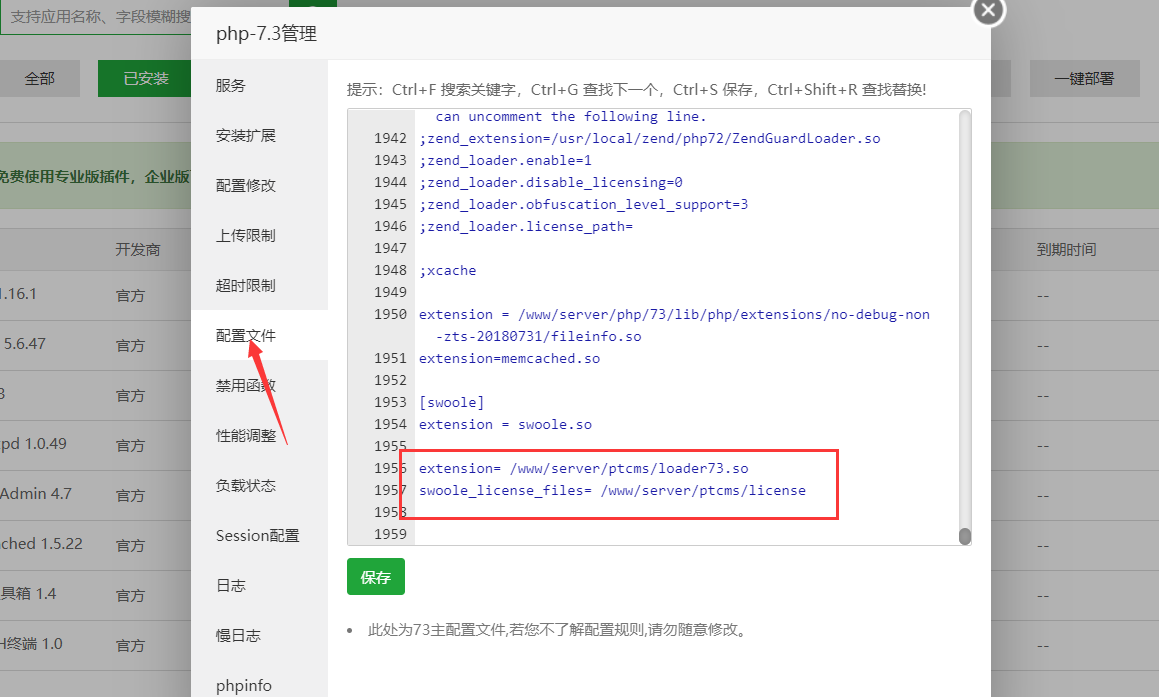 支持应用名称、字段模糊搜
php-7.3管理
全部
已安装
一键部署
免费使用专业版插件，企业版
开发商
到期时间
1.16.1
官方
--
5.6.47
官方
--
3
官方
--
pd 1.0.49
官方
--
Admin 4.7
官方
--
ched 1.5.22
官方
--
具箱 1.4
官方
--
H终端 1.0
官方
--
服务
安装扩展
配置修改
上传限制
超时限制
配置文件
禁用函数
性能调整
负载状态
Session配置
日志
慢日志
phpinfo
提示：Ctrl+F 搜索关键字，Ctrl+G 查找下一个，Ctrl+S 保存，Ctrl+Shift+R 查找替换!
can uncomment the following line.
1942 ;zend_extension=/usr/local/zend/php72/ZendGuardLoader.so
1943 ;zend_loader.enable=1
1944 ;zend_loader.disable_licensing=0
1945 ;zend_loader.obfuscation_level_support=3
1946 ;zend_loader.license_path=
1947
1948 ;xcache
1949
1950 extension = /www/server/php/73/lib/php/extensions/no-debug-non
-zts-20180731/fileinfo.so
1951 extension=memcached.so
1952
1953 [swoole]
1954 extension = swoole.so
1955
1956 extension= /www/server/ptcms/loader73.so
1957 swoole_license_files= /www/server/ptcms/license
1958
1959
保存
此处为73主配置文件,若您不了解配置规则,请勿随意修改。